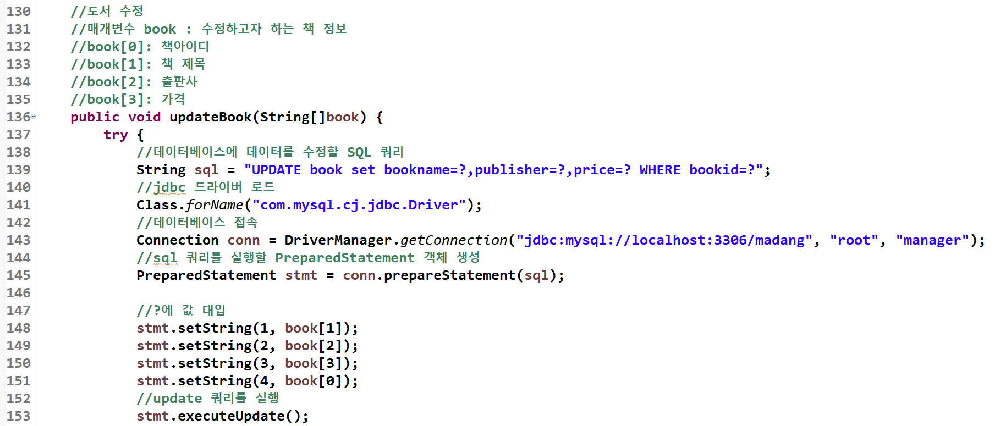 130 //도서 수정
131 //매개변수 book : 수정하고자 하는 책 정보
132 //book[0]: 책아이디
133 //book[1]: 책 제목
134 //book[2]: 출판사
135 //book[3]: 가격
136 public void updateBook(String[]book) {
137 try {
138 //데이터베이스에 데이터를 수정할 SQL 쿼리
139 String sql = "UPDATE book set bookname=?,publisher=?,price=? WHERE bookid=?";
140 //jdbc 드라이버 로드
141 Class.forName("com.mysql.cj.jdbc.Driver");
142 //데이터베이스 접속
143 Connection conn = DriverManager.getConnection("jdbc:mysql://localhost:3306/madang", "root", "manager");
144 //sql 쿼리를 실행할 PreparedStatement 객체 생성
145 PreparedStatement stmt = conn.prepareStatement(sql);
146
147 //?에 값 대입
148 stmt.setString(1, book[1]);
149 stmt.setString(2, book[2]);
150 stmt.setString(3, book[3]);
151 stmt.setString(4, book[0]);
152 //update 쿼리를 실행
153 stmt.executeUpdate();